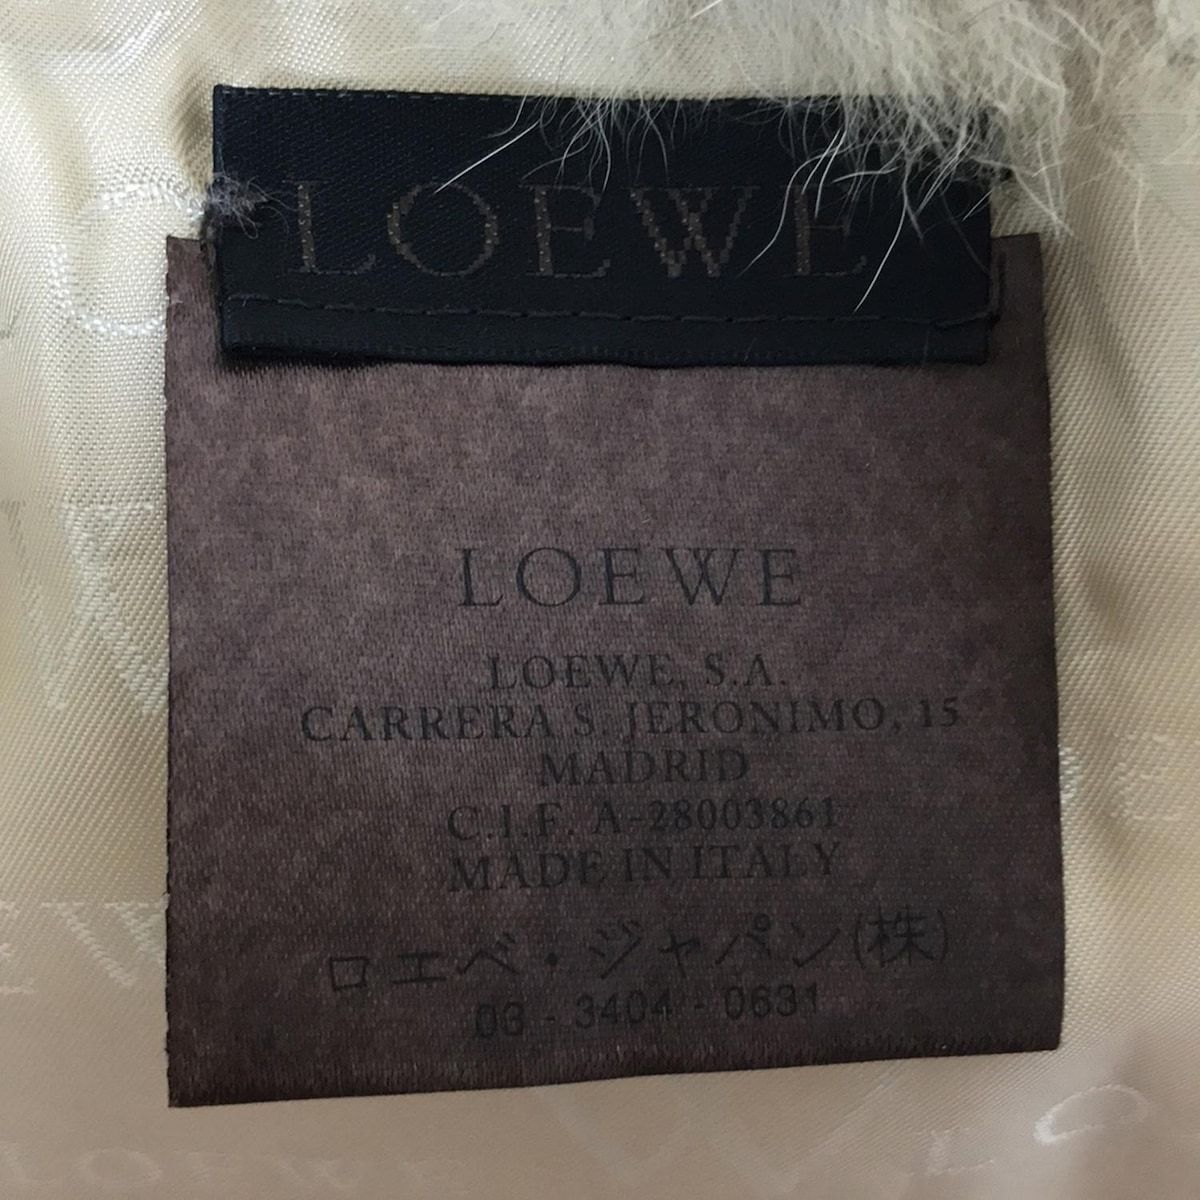 LOEWE
LOEWE
LOEWE, S.A.
CARRERA S. JERONIMO, 15
MADRID
C.I.F. A-28003861
MADE IN ITALY
ロエベ・ジャパン(株)
03 - 3404 - 0631
LOEWE